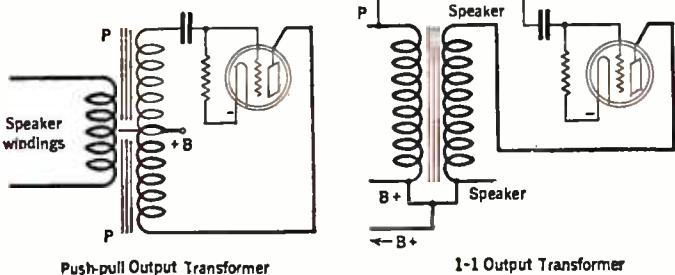 P
Speaker
windings
+ B
-
P
Push-pull Output Transformer
P
Speaker
-
B +
Speaker
←B +
1-1 Output Transformer